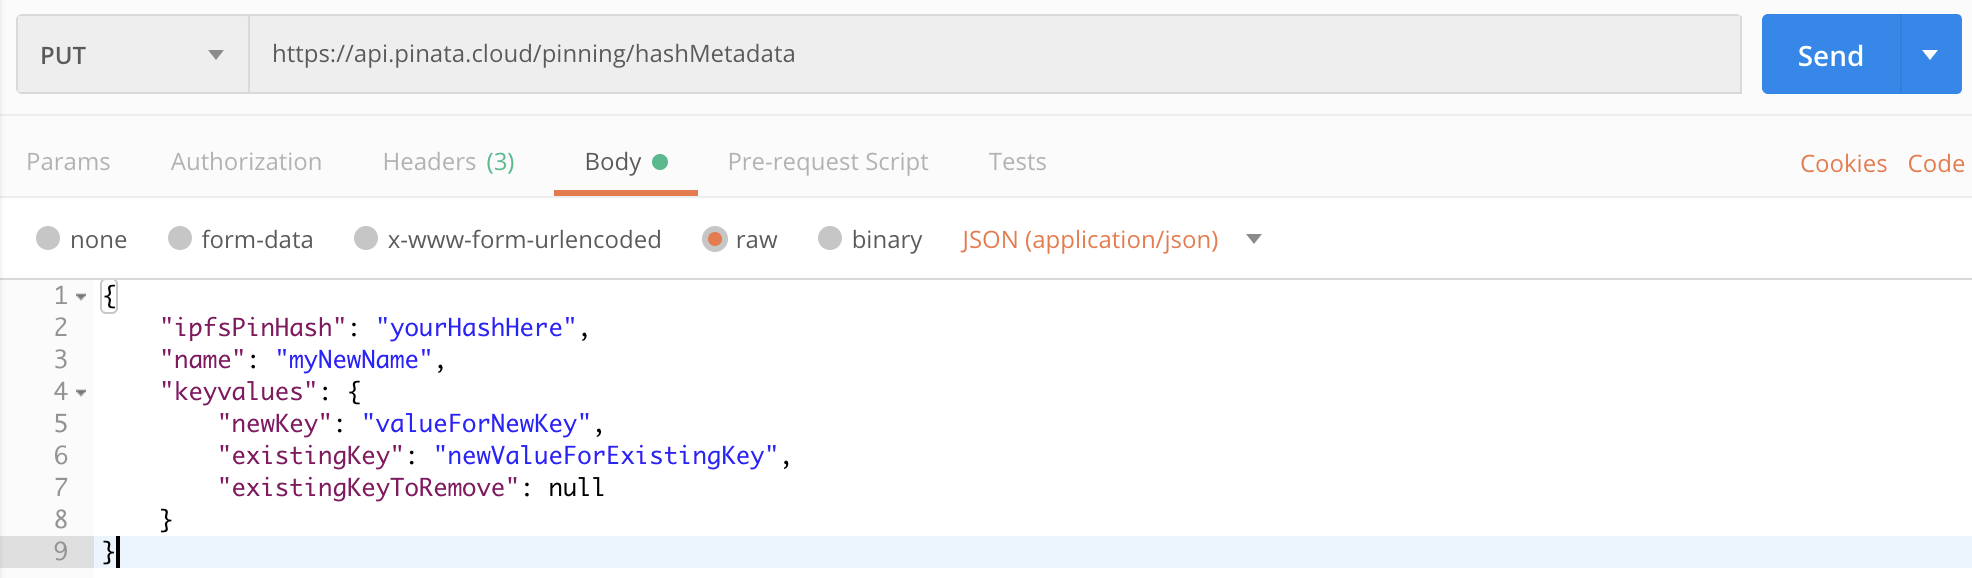 PUT https://api.pinata.cloud/pinning/hashMetadata Send
Params Authorization Headers (3) Body Pre-request Script Tests Cookies Code
none form-data x-www-form-urlencoded raw binary JSON (application/json)
1 {
2 "ipfsPinHash": "yourHashHere",
3 "name": "myNewName",
4 "keyvalues": {
5 "newKey": "valueForNewKey",
6 "existingKey": "newValueForExistingKey",
7 "existingKeyToRemove": null
8 }
9 }